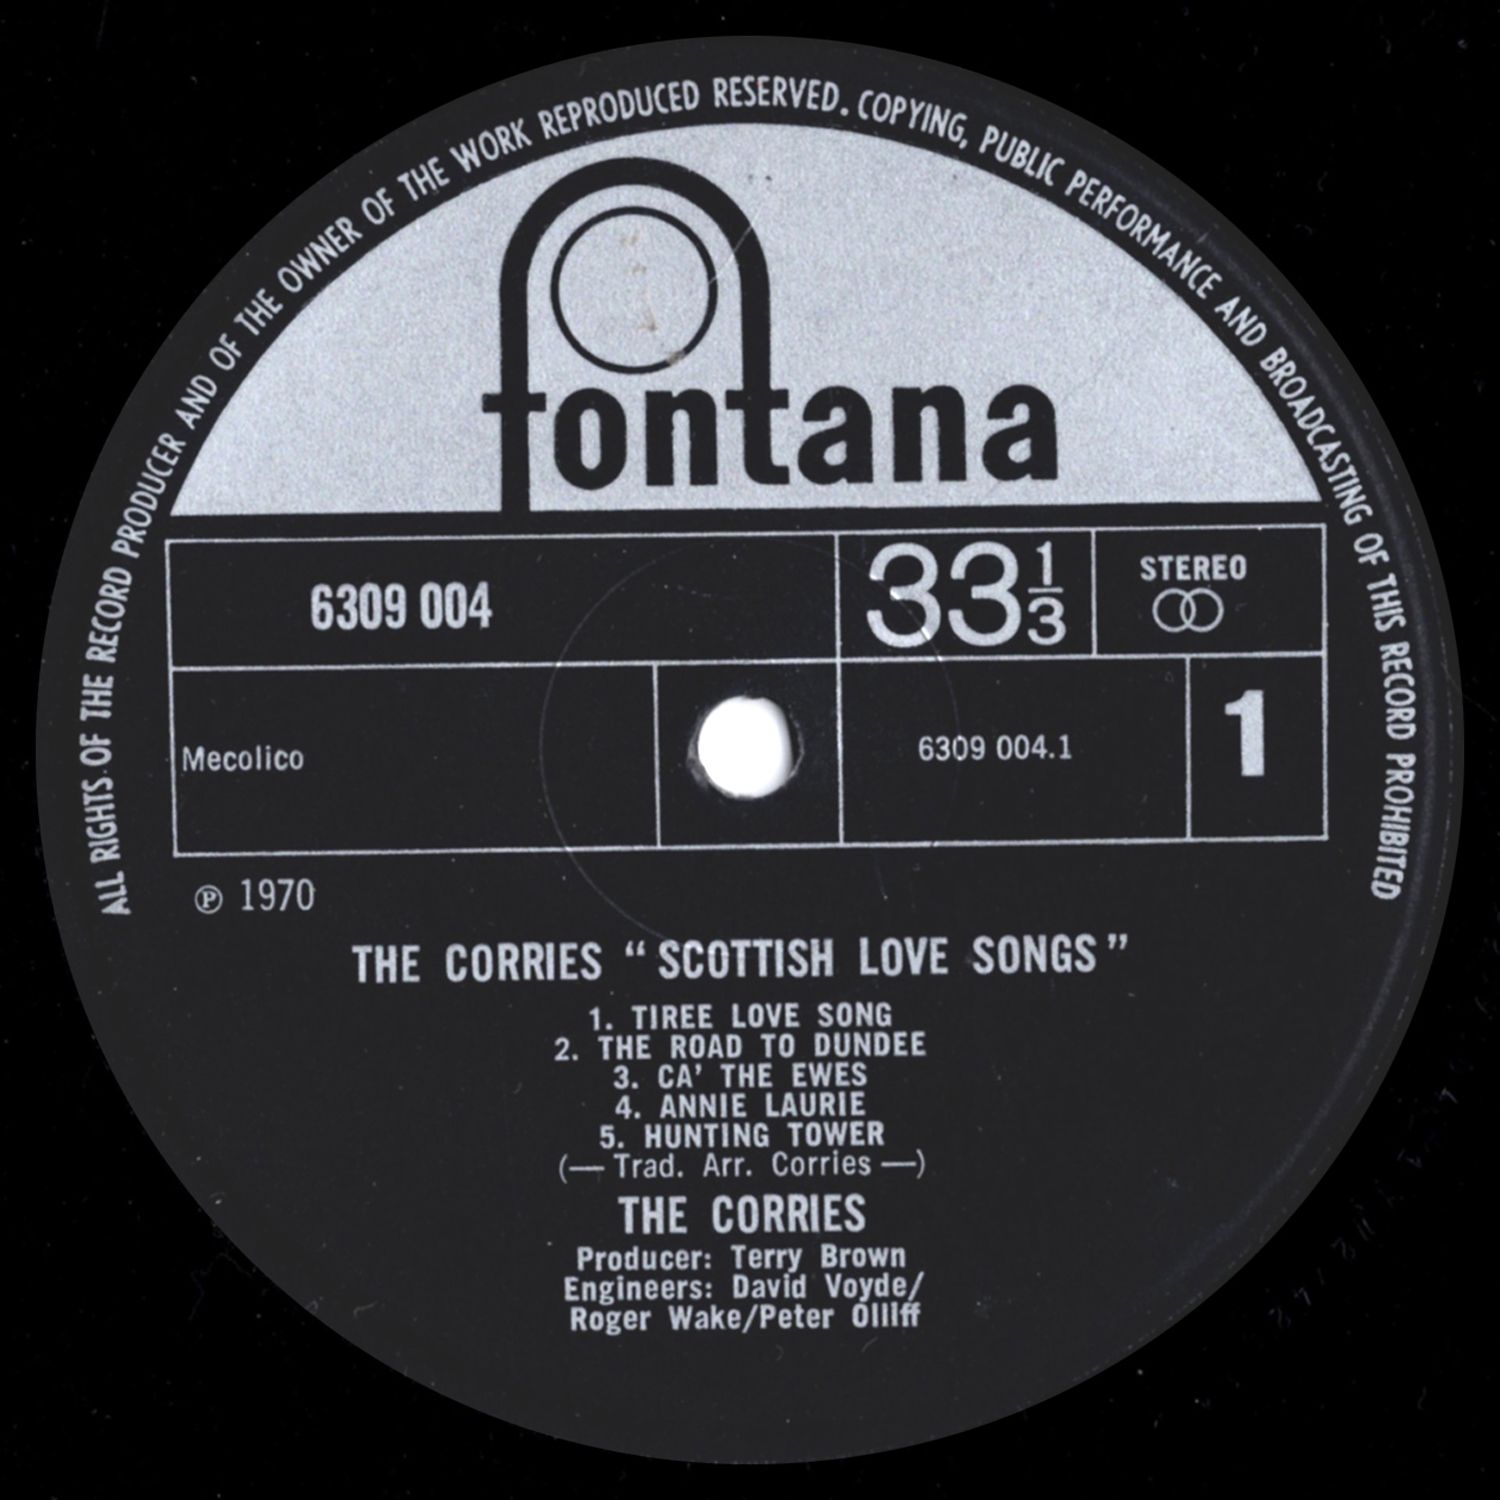 ALL RIGHTS OF THE RECORD PRODUCER AND OF THE OWNER OF THE WORK REPRODUCED RESERVED. COPYING, PUBLIC PERFORMANCE AND BROADCASTING OF THIS RECORD PROHIBITED
fontana
6309 004
33 1/3
STEREO
Mecolico
6309 004.1
1
℗ 1970
THE CORRIES “SCOTTISH LOVE SONGS”
1. TIREE LOVE SONG
2. THE ROAD TO DUNDEE
3. CA’ THE EWES
4. ANNIE LAURIE
5. HUNTING TOWER
(— Trad. Arr. Corries —)
THE CORRIES
Producer: Terry Brown
Engineers: David Voyde/
Roger Wake/Peter Olliff